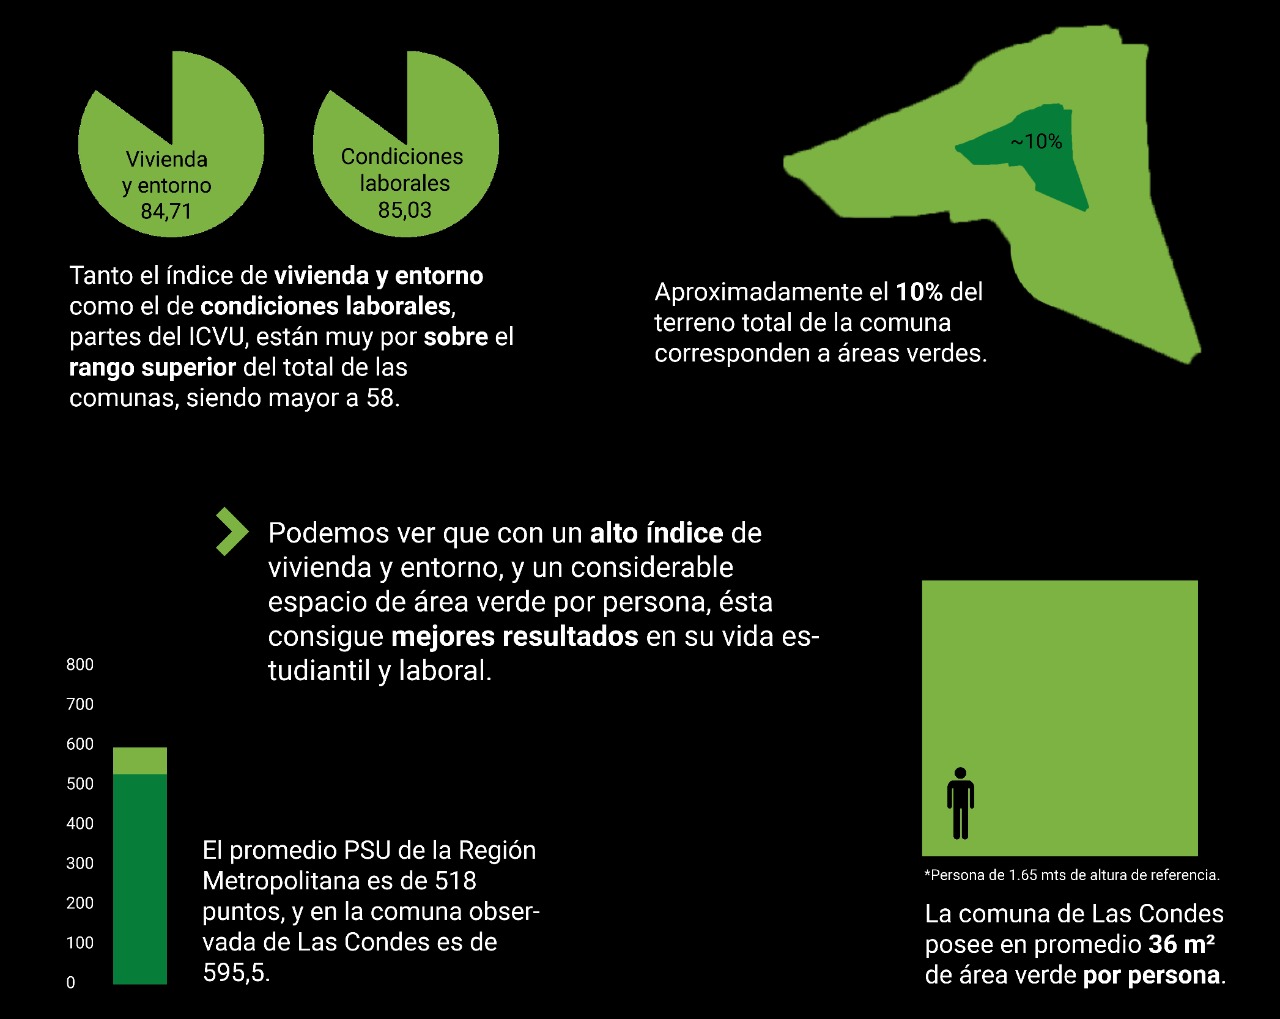 Vivienda
y entorno
84,71
Condiciones
laborales
85,03
~10%
Tanto el índice de vivienda y entorno
como el de condiciones laborales,
partes del ICVU, están muy por sobre el
rango superior del total de las
comunas, siendo mayor a 58.
Aproximadamente el 10% del
terreno total de la comuna
corresponden a áreas verdes.
Podemos ver que con un alto índice de
vivienda y entorno, y un considerable
espacio de área verde por persona, ésta
consigue mejores resultados en su vida es-
tudiantil y laboral.
800
700
600
500
400
300
200
100
0
El promedio PSU de la Región
Metropolitana es de 518
puntos, y en la comuna obser-
vada de Las Condes es de
595,5.
*Persona de 1.65 mts de altura de referencia.
La comuna de Las Condes
posee en promedio 36 m²
de área verde por persona.